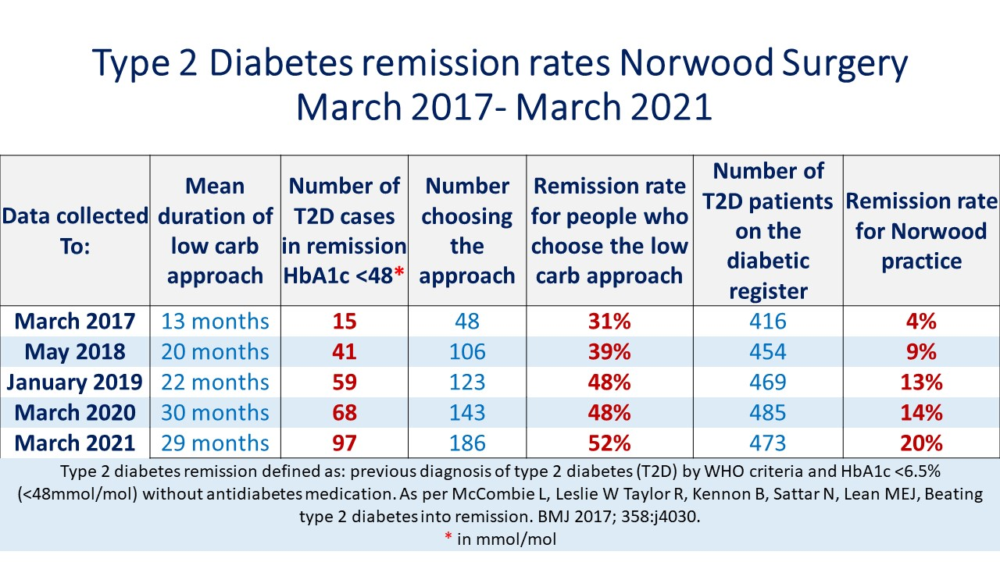 Type 2 Diabetes remission rates Norwood Surgery
March 2017- March 2021
Data collected
To:
Mean
duration of
low carb
approach
Number of
T2D cases
in remission
HbA1c <48*
Number
choosing
the
approach
Remission rate
for people who
choose the low
carb approach
Number of
T2D patients
on the
diabetic
register
Remission rate
for Norwood
practice
March 2017 13 months 15 48 31% 416 4%
May 2018 20 months 41 106 39% 454 9%
January 2019 22 months 59 123 48% 469 13%
March 2020 30 months 68 143 48% 485 14%
March 2021 29 months 97 186 52% 473 20%
Type 2 diabetes remission defined as: previous diagnosis of type 2 diabetes (T2D) by WHO criteria and HbA1c <6.5%
(<48mmol/mol) without antidiabetes medication. As per McCombie L, Leslie W Taylor R, Kennon B, Sattar N, Lean MEJ, Beating
type 2 diabetes into remission. BMJ 2017; 358:j4030.
* in mmol/mol